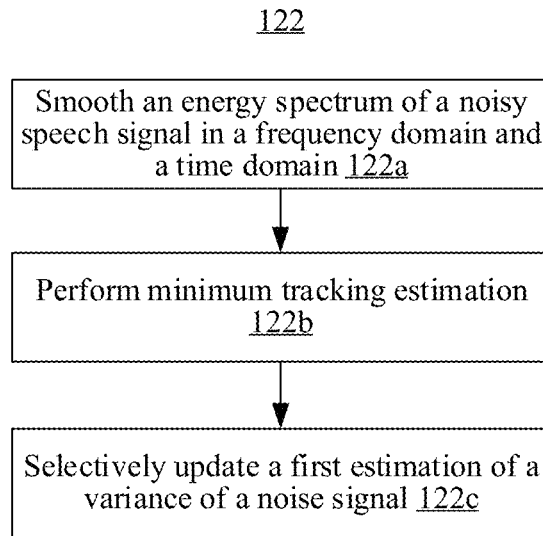 122
Smooth an energy spectrum of a noisy
speech signal in a frequency domain and
a time domain 122a
Perform minimum tracking estimation
122b
Selectively update a first estimation of a
variance of a noise signal 122c